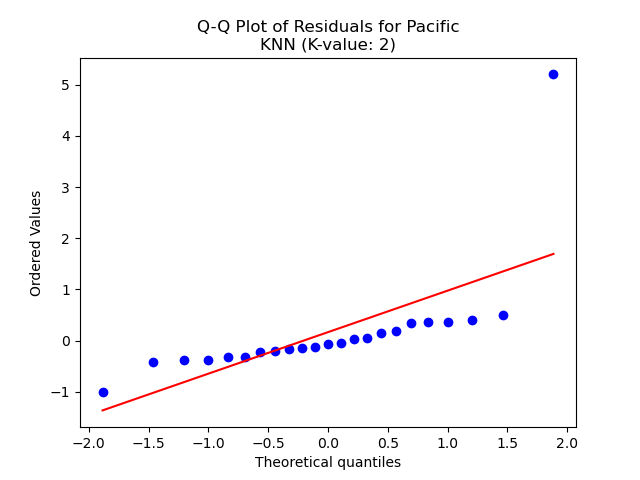 Q-Q Plot of Residuals for Pacific
KNN (K-value: 2)
5
4
3
2
1
0
−1
Ordered Values
−2.0 −1.5 −1.0 −0.5 0.0 0.5 1.0 1.5 2.0
Theoretical quantiles